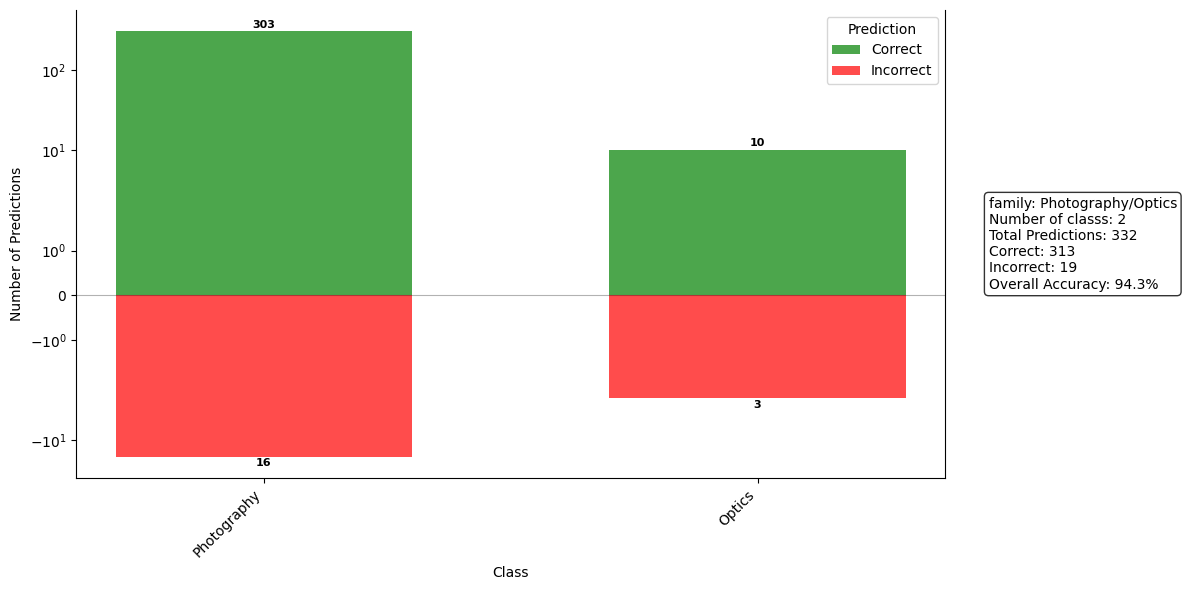 303
Prediction
Correct
Incorrect
10²
10
10¹
family: Photography/Optics
Number of classs: 2
Total Predictions: 332
Correct: 313
Incorrect: 19
Overall Accuracy: 94.3%
Number of Predictions
10⁰
0
−10⁰
3
−10¹
16
Photography
Optics
Class